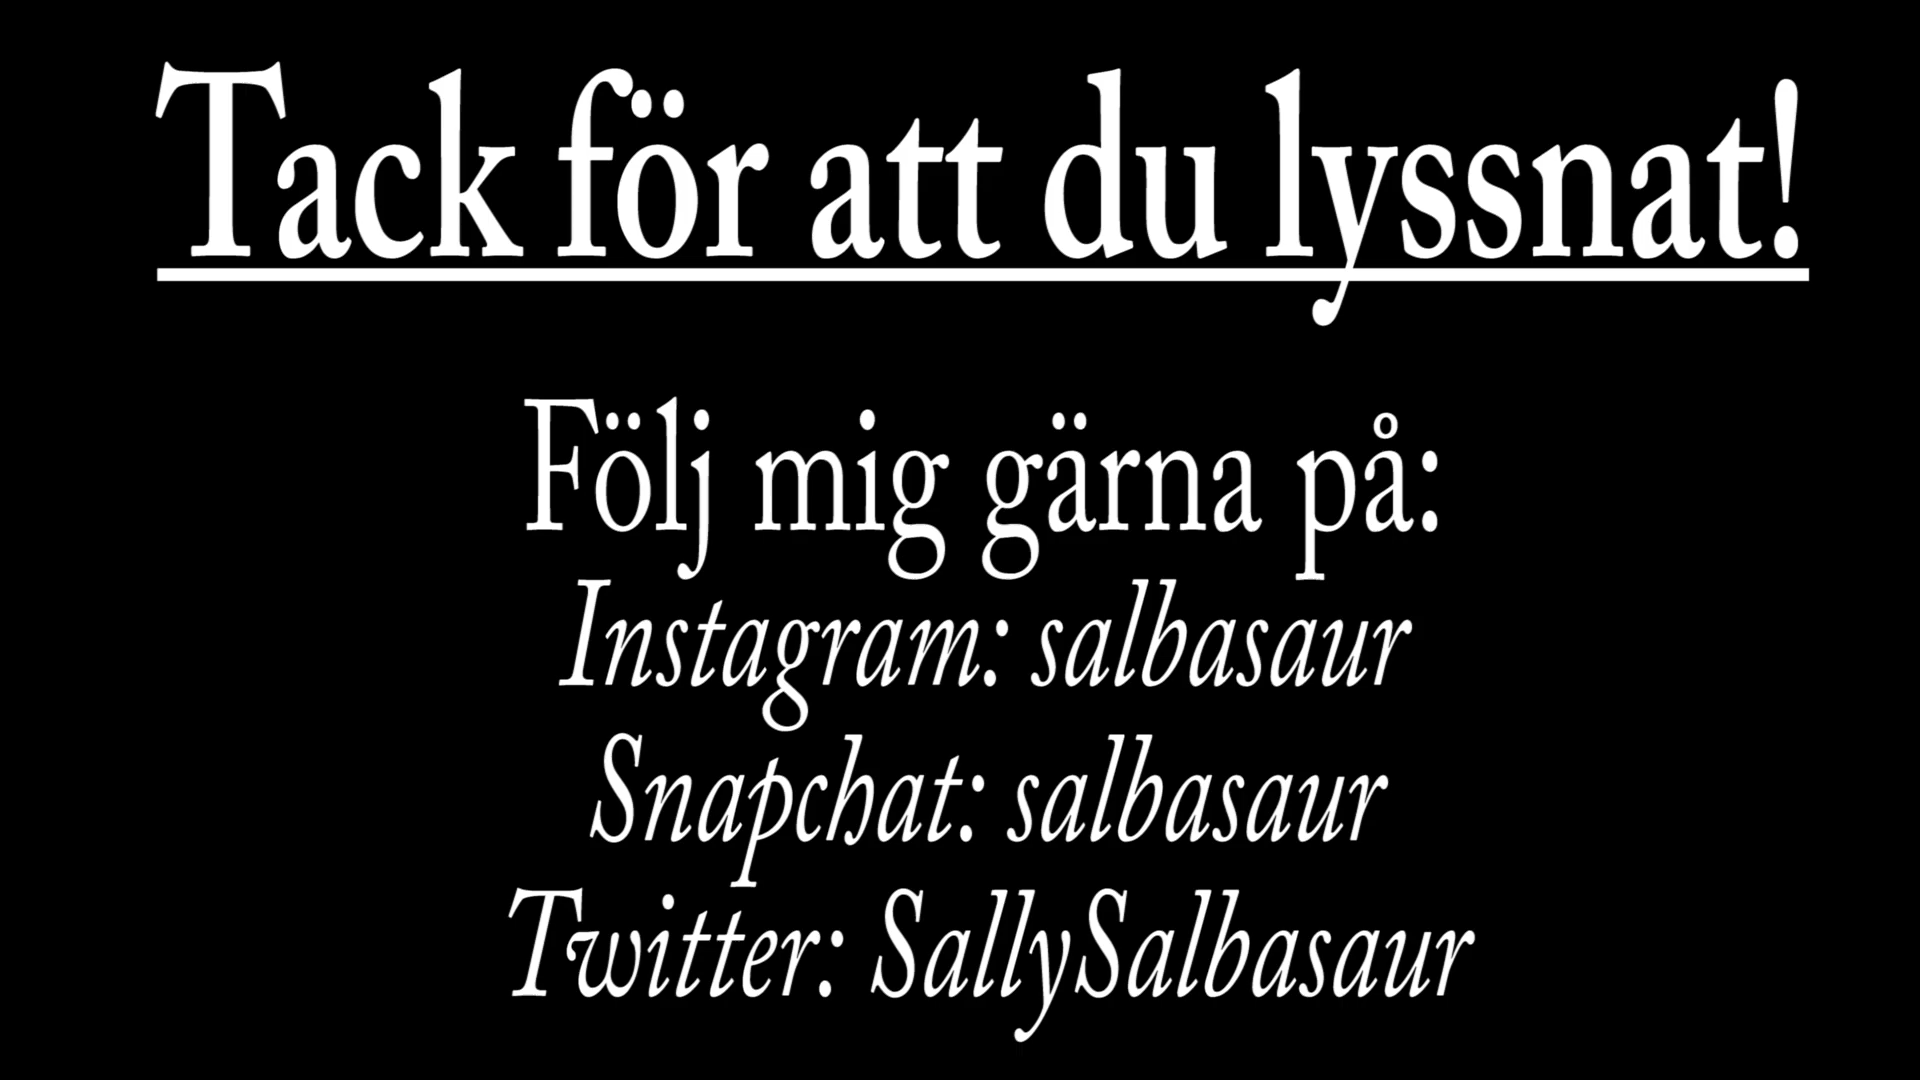 Tack för att du lyssnat!
Följ mig gärna på:
Instagram: salbasaur
Snapchat: salbasaur
Twitter: SallySalbasaur